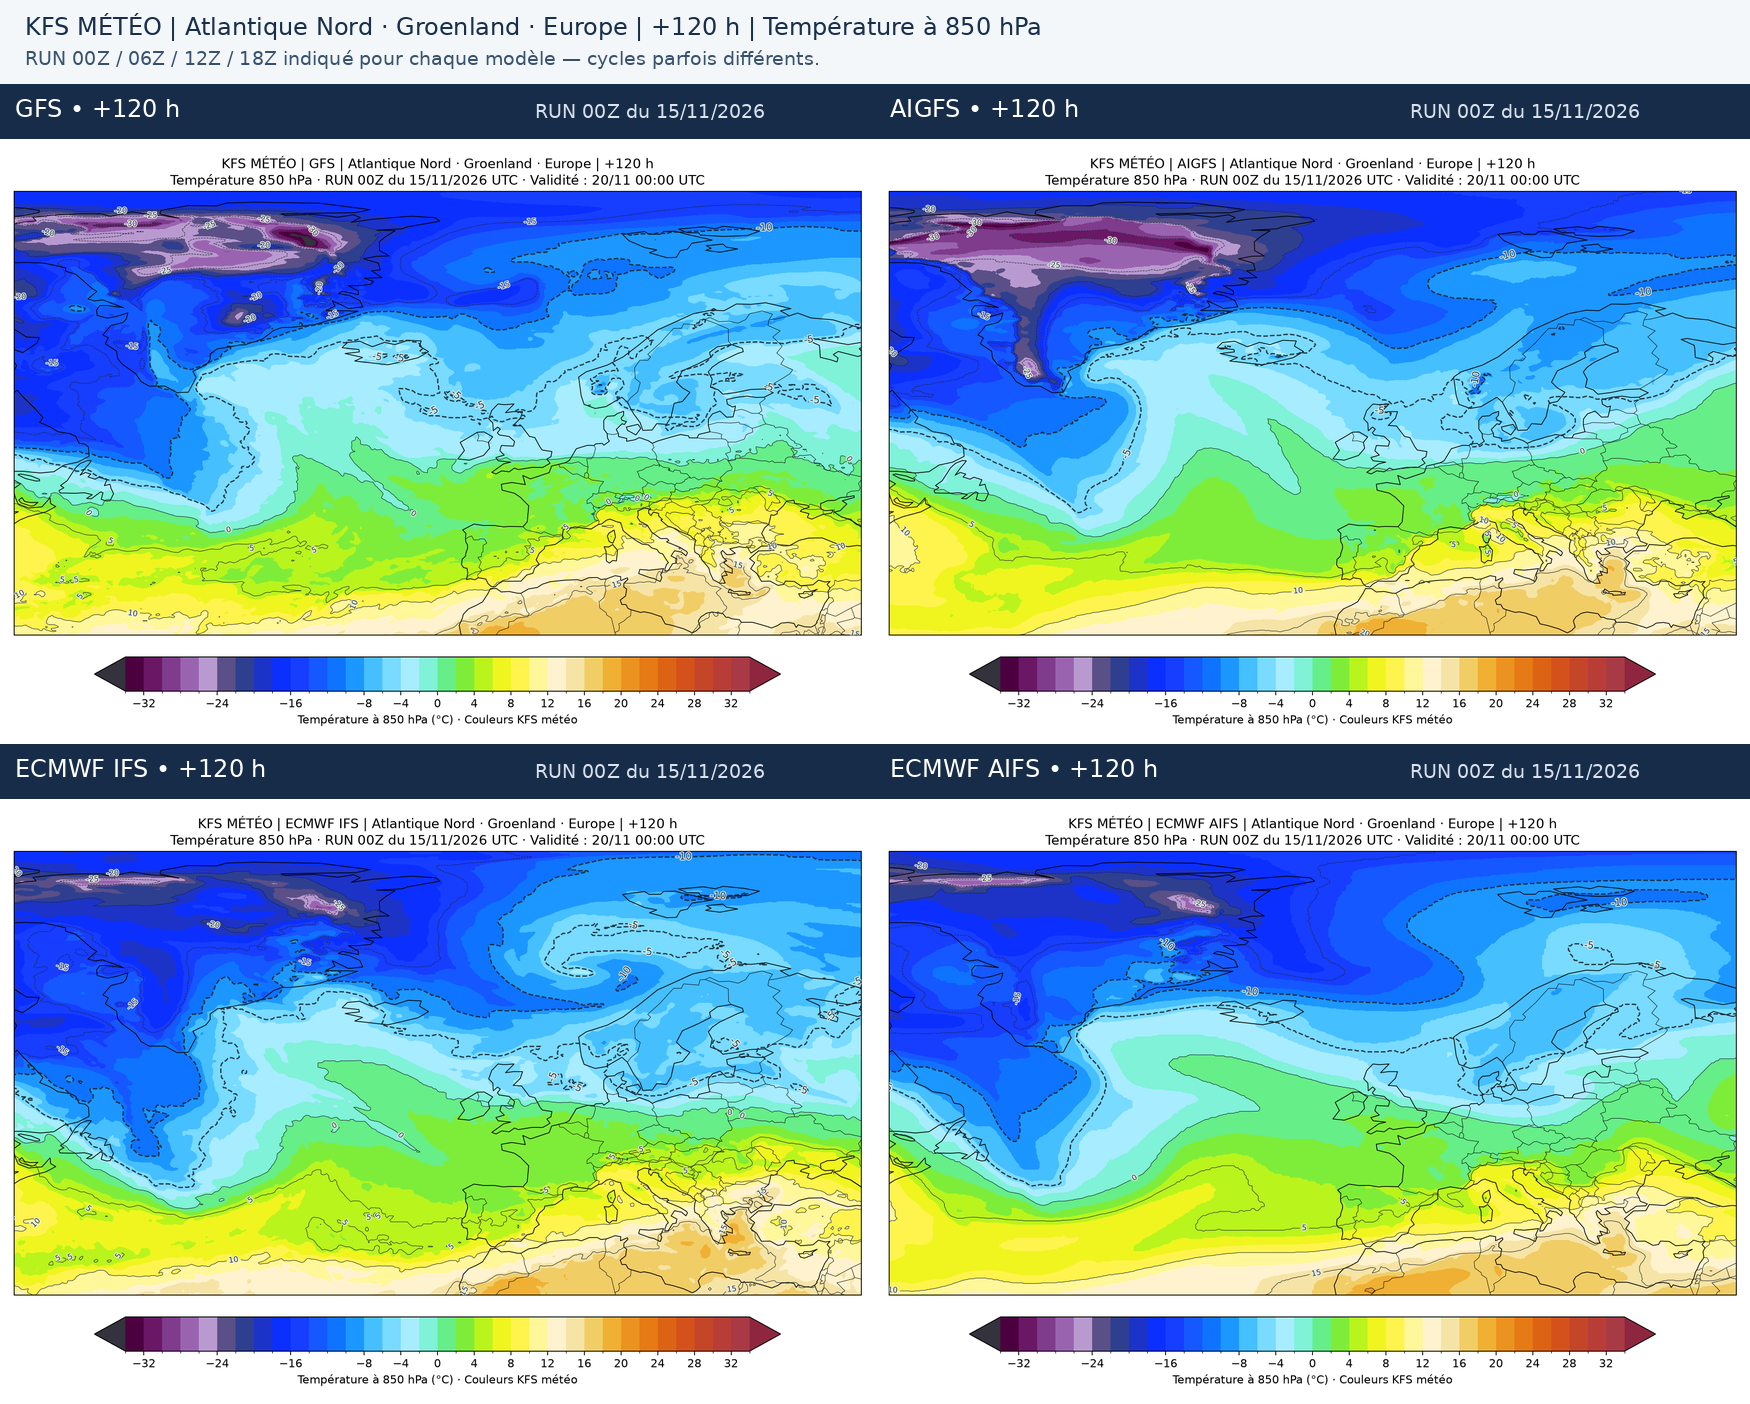 KFS MÉTÉO | Atlantique Nord · Groenland · Europe | +120 h | Température à 850 hPa
RUN 00Z / 06Z / 12Z / 18Z indiqué pour chaque modèle — cycles parfois différents.
GFS • +120 h
RUN 00Z du 15/11/2026
AIGFS • +120 h
RUN 00Z du 15/11/2026
KFS MÉTÉO | GFS | Atlantique Nord · Groenland · Europe | +120 h
Température 850 hPa · RUN 00Z du 15/11/2026 UTC · Validité : 20/11 00:00 UTC
KFS MÉTÉO | AIGFS | Atlantique Nord · Groenland · Europe | +120 h
Température 850 hPa · RUN 00Z du 15/11/2026 UTC · Validité : 20/11 00:00 UTC
−32 −24 −16 −8 −4 0 4 8 12 16 20 24 28 32
Température à 850 hPa (°C) · Couleurs KFS météo
−32 −24 −16 −8 −4 0 4 8 12 16 20 24 28 32
Température à 850 hPa (°C) · Couleurs KFS météo
ECMWF IFS • +120 h
RUN 00Z du 15/11/2026
ECMWF AIFS • +120 h
RUN 00Z du 15/11/2026
KFS MÉTÉO | ECMWF IFS | Atlantique Nord · Groenland · Europe | +120 h
Température 850 hPa · RUN 00Z du 15/11/2026 UTC · Validité : 20/11 00:00 UTC
KFS MÉTÉO | ECMWF AIFS | Atlantique Nord · Groenland · Europe | +120 h
Température 850 hPa · RUN 00Z du 15/11/2026 UTC · Validité : 20/11 00:00 UTC
−32 −24 −16 −8 −4 0 4 8 12 16 20 24 28 32
Température à 850 hPa (°C) · Couleurs KFS météo
−32 −24 −16 −8 −4 0 4 8 12 16 20 24 28 32
Température à 850 hPa (°C) · Couleurs KFS météo